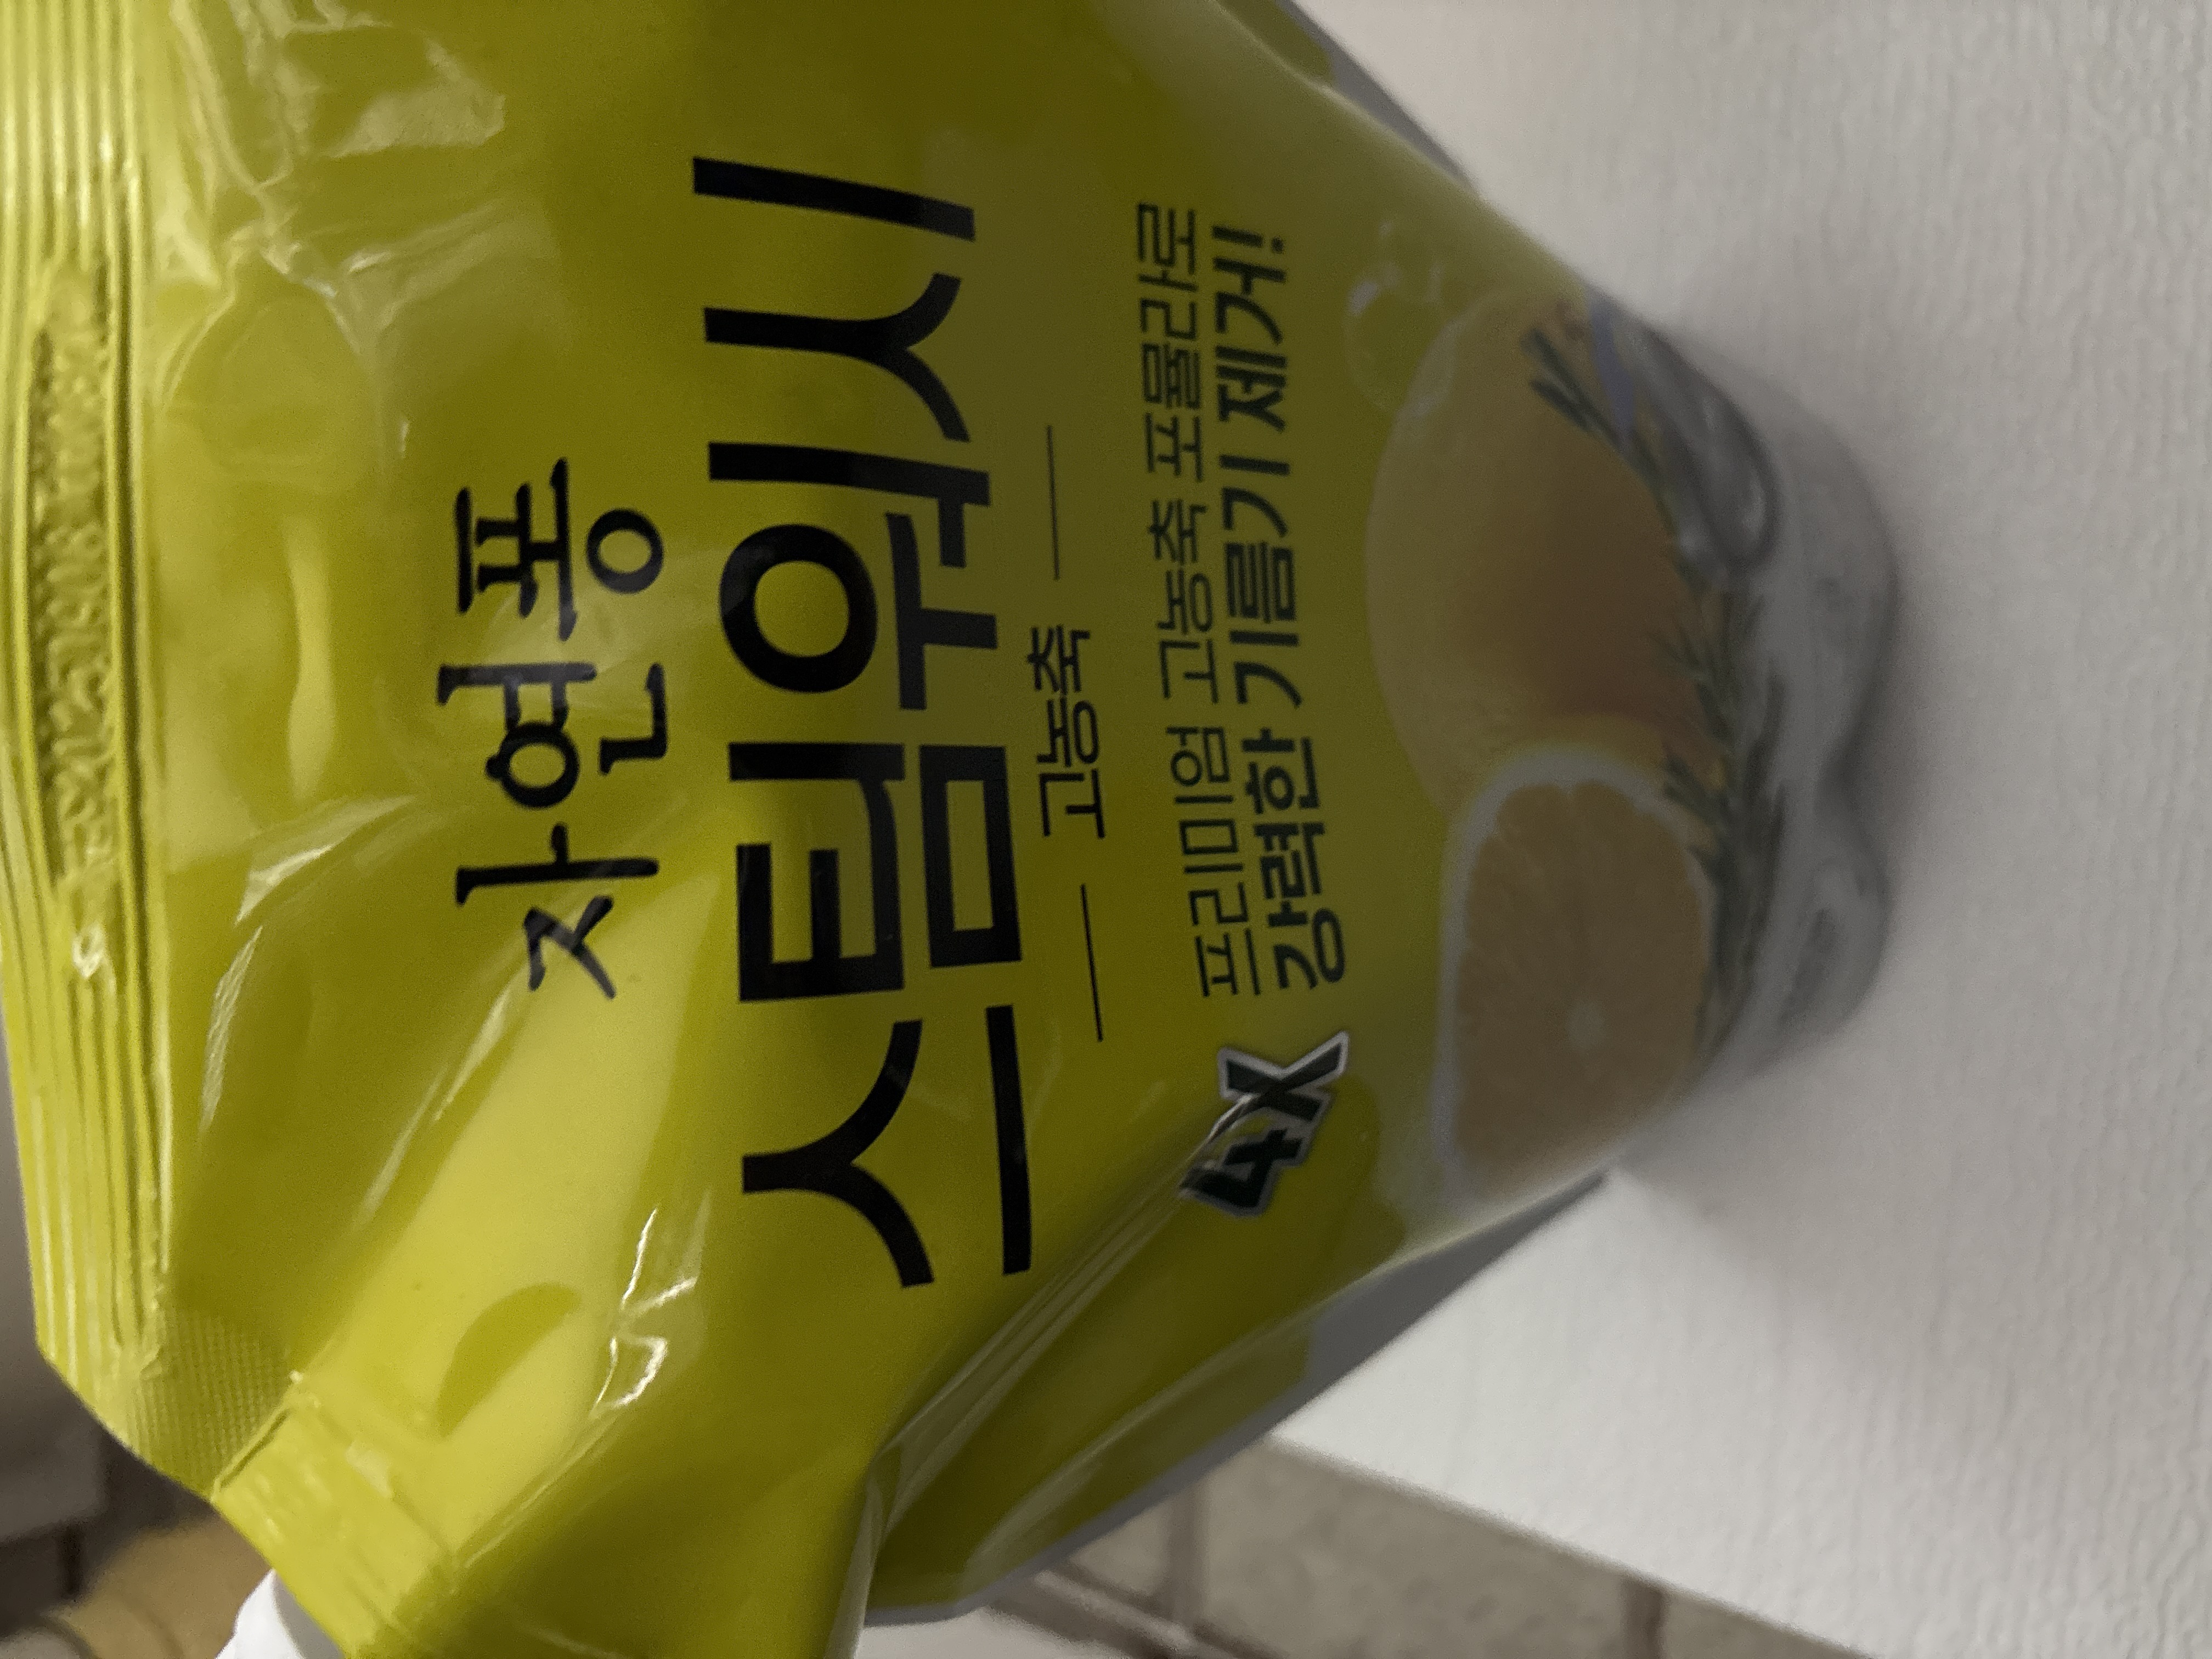 자연퐁
스팀워시
고농축
4X
프리미엄 고농축 포뮬라로
강력한 기름기 제거!